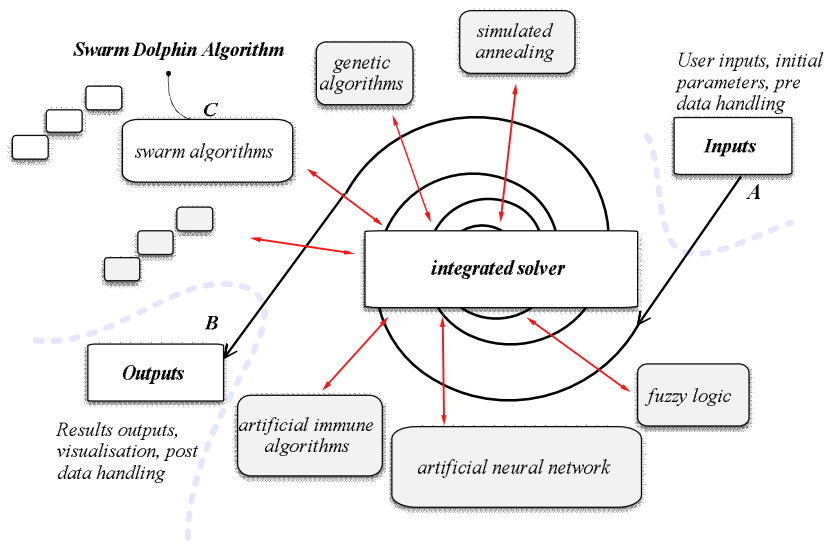 Swarm Dolphin Algorithm
C
swarm algorithms
genetic
algorithms
simulated
annealing
User inputs, initial
parameters, pre
data handling
Inputs
A
integrated solver
B
Outputs
Results outputs,
visualisation, post
data handling
artificial immune
algorithms
artificial neural network
fuzzy logic